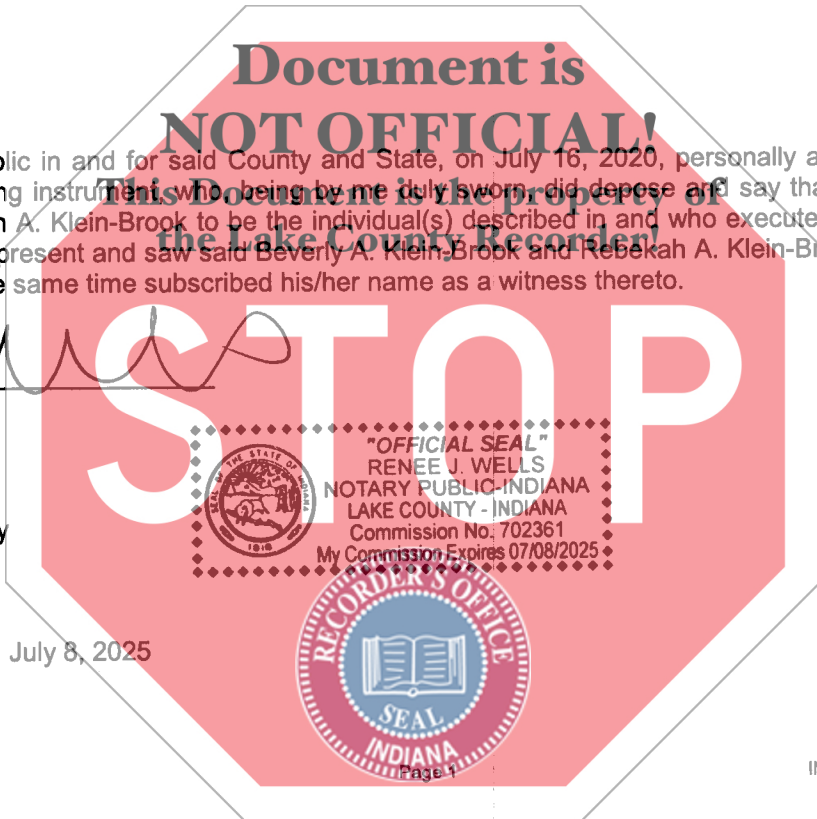 Document is
NOT OFFICIAL!
lic in and for said County and State, on July 16, 2020, personally a
This Document is the property of
ng instrument, who, being by me duly sworn, did depose and say tha
A. Klein-Brook to be the individual(s) described in and who execute
the Lake County Recorder!
present and saw said Beverly A. Klein-Brook and Rebekah A. Klein-Br
same time subscribed his/her name as a witness thereto.
STOP
"OFFICIAL SEAL"
RENEE J. WELLS
NOTARY PUBLIC-INDIANA
LAKE COUNTY - INDIANA
Commission No. 702361
My Commission Expires 07/08/2025
SEAL OF THE STATE OF INDIANA
1816
y
July 8, 2025
RECORDER'S OFFICE
SEAL
INDIANA
Page 1
IN